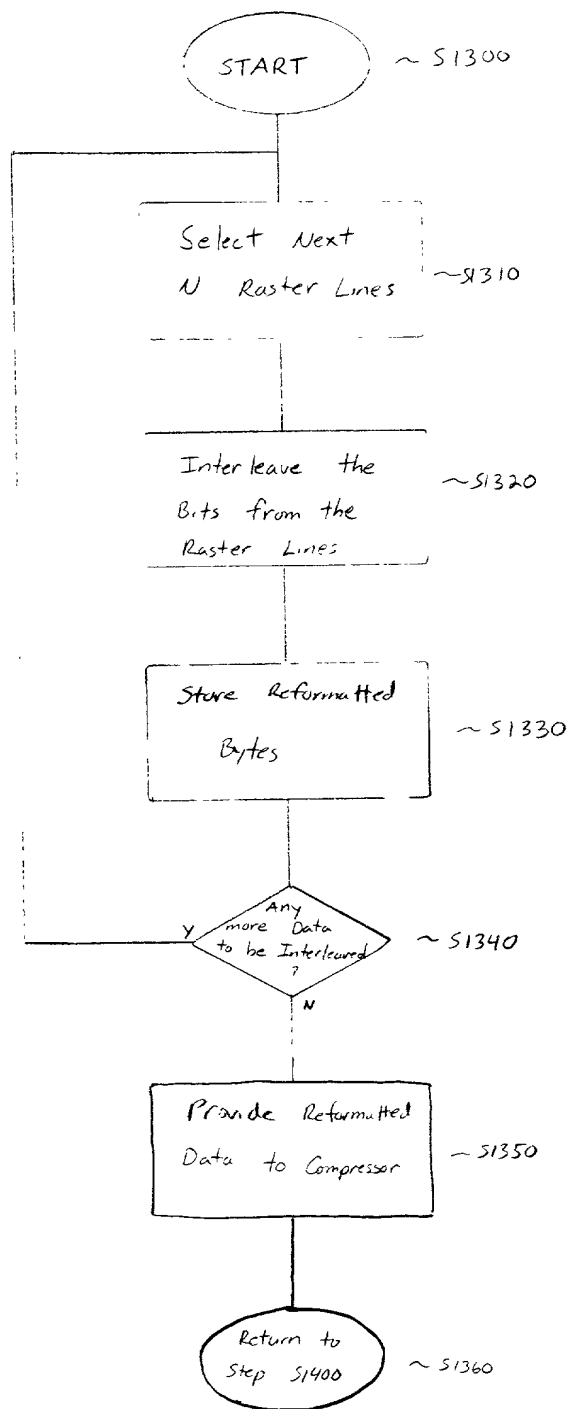 START ~ S1300
Select Next
N Raster Lines ~S1310
Interleave the ~S1320
Bits from the
Raster Lines
Store Reformatted
Bytes ~S1330
Any
more Data
Y to be Interleaved ~S1340
?
N
Provide Reformatted
Data to Compressor ~S1350
Return to
Step S1400 ~S1360